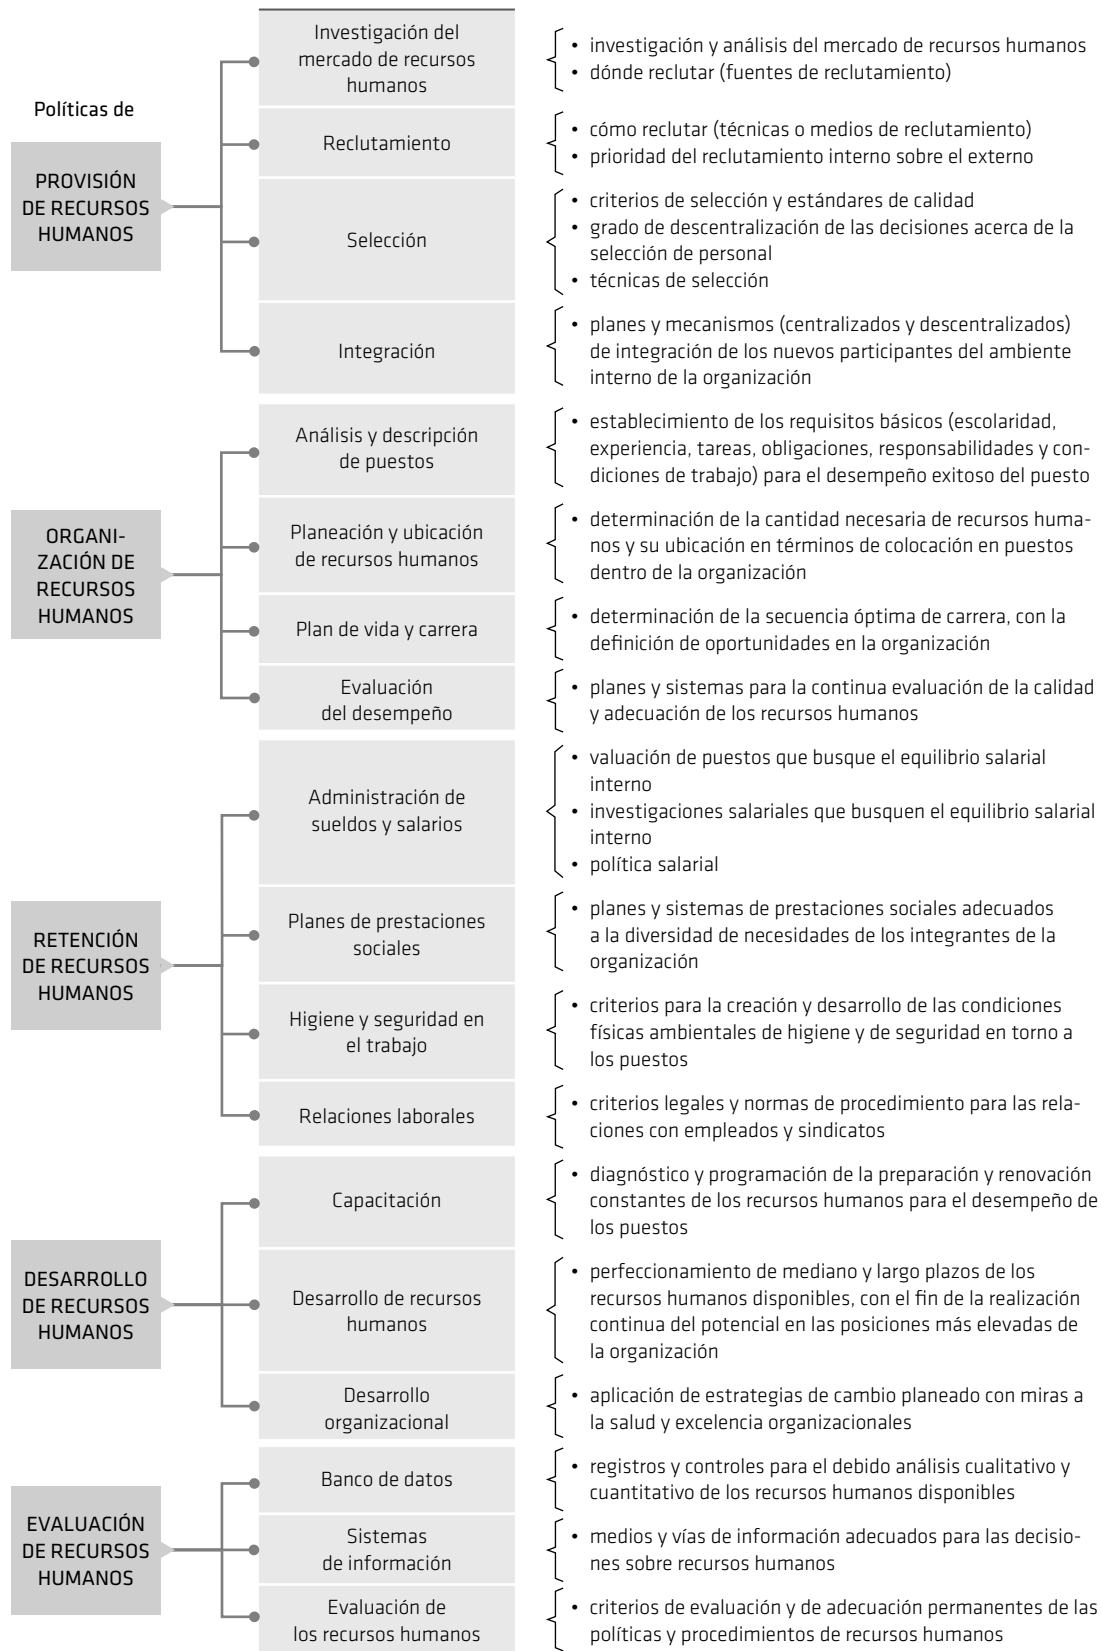 Políticas de
PROVISIÓN
DE RECURSOS
HUMANOS
Investigación del
mercado de recursos
humanos
• investigación y análisis del mercado de recursos humanos
• dónde reclutar (fuentes de reclutamiento)
Reclutamiento
• cómo reclutar (técnicas o medios de reclutamiento)
• prioridad del reclutamiento interno sobre el externo
Selección
• criterios de selección y estándares de calidad
• grado de descentralización de las decisiones acerca de la
selección de personal
• técnicas de selección
Integración
• planes y mecanismos (centralizados y descentralizados)
de integración de los nuevos participantes del ambiente
interno de la organización
ORGANI-
ZACIÓN DE
RECURSOS
HUMANOS
Análisis y descripción
de puestos
• establecimiento de los requisitos básicos (escolaridad,
experiencia, tareas, obligaciones, responsabilidades y con-
diciones de trabajo) para el desempeño exitoso del puesto
Planeación y ubicación
de recursos humanos
• determinación de la cantidad necesaria de recursos huma-
nos y su ubicación en términos de colocación en puestos
dentro de la organización
Plan de vida y carrera
• determinación de la secuencia óptima de carrera, con la
definición de oportunidades en la organización
Evaluación
del desempeño
• planes y sistemas para la continua evaluación de la calidad
y adecuación de los recursos humanos
RETENCIÓN
DE RECURSOS
HUMANOS
Administración de
sueldos y salarios
• valuación de puestos que busque el equilibrio salarial
interno
• investigaciones salariales que busquen el equilibrio salarial
interno
• política salarial
Planes de prestaciones
sociales
• planes y sistemas de prestaciones sociales adecuados
a la diversidad de necesidades de los integrantes de la
organización
Higiene y seguridad en
el trabajo
• criterios para la creación y desarrollo de las condiciones
físicas ambientales de higiene y de seguridad en torno a
los puestos
Relaciones laborales
• criterios legales y normas de procedimiento para las rela-
ciones con empleados y sindicatos
DESARROLLO
DE RECURSOS
HUMANOS
Capacitación
• diagnóstico y programación de la preparación y renovación
constantes de los recursos humanos para el desempeño de
los puestos
Desarrollo de recursos
humanos
• perfeccionamiento de mediano y largo plazos de los
recursos humanos disponibles, con el fin de la realización
continua del potencial en las posiciones más elevadas de
la organización
Desarrollo
organizacional
• aplicación de estrategias de cambio planeado con miras a
la salud y excelencia organizacionales
EVALUACIÓN
DE RECURSOS
HUMANOS
Banco de datos
• registros y controles para el debido análisis cualitativo y
cuantitativo de los recursos humanos disponibles
Sistemas
de información
• medios y vías de información adecuados para las decisio-
nes sobre recursos humanos
Evaluación de
los recursos humanos
• criterios de evaluación y de adecuación permanentes de las
políticas y procedimientos de recursos humanos